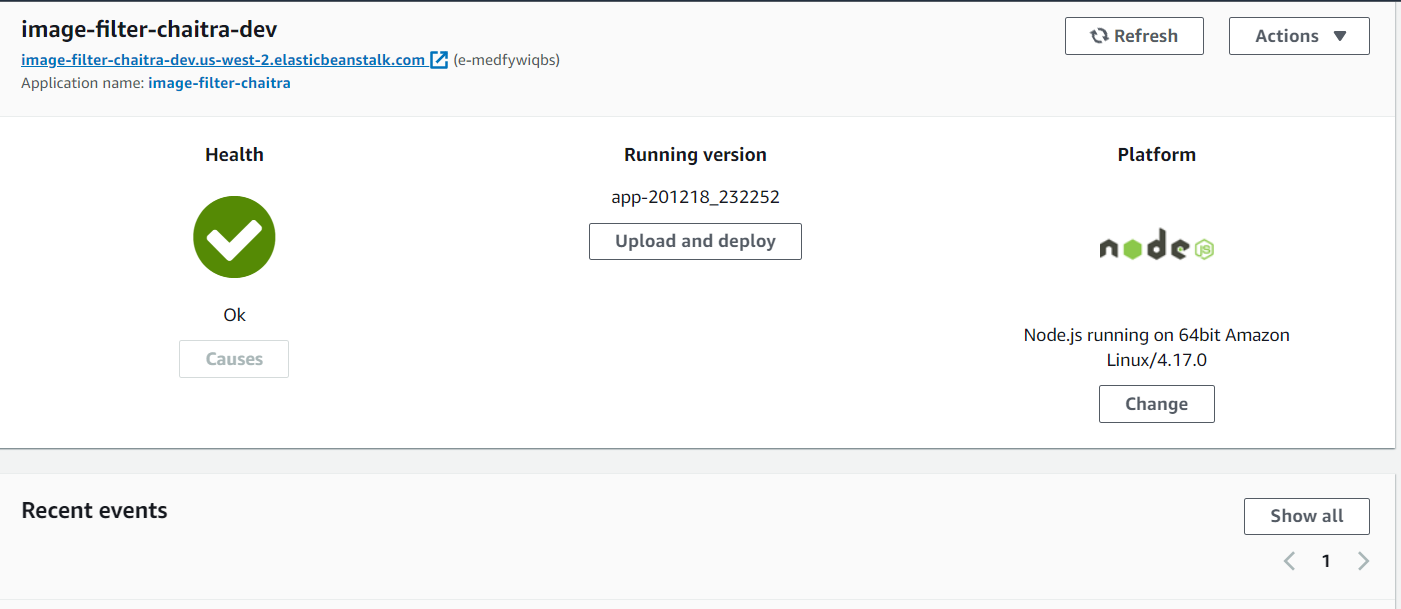 image-filter-chaitra-dev
Refresh
Actions
image-filter-chaitra-dev.us-west-2.elasticbeanstalk.com (e-medfywiqbs)
Application name: image-filter-chaitra
Health
Running version
Platform
app-201218_232252
Upload and deploy
node
JS
Ok
Node.js running on 64bit Amazon
Linux/4.17.0
Causes
Change
Recent events
Show all
1